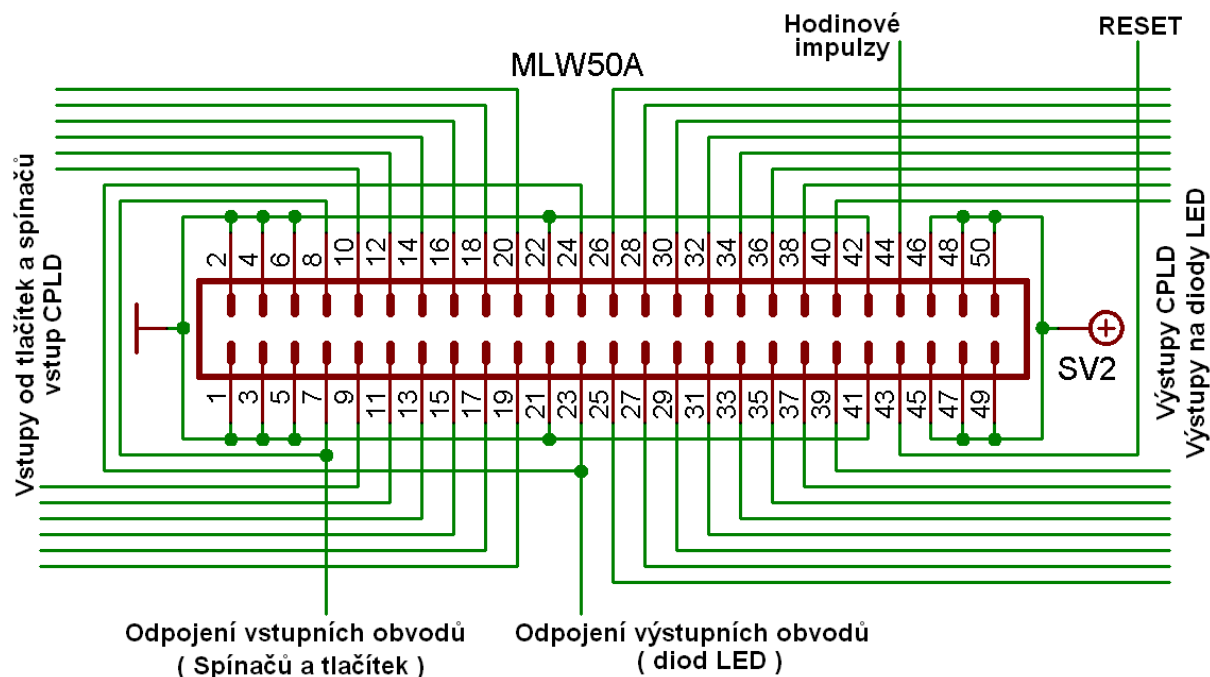 Hodinové
impulzy
RESET
MLW50A
Vstupy od tlačítek a spínačů
vstup CPLD
2 4 6 8 10 12 14 16 18 20 22 24 26 28 30 32 34 36 38 40 42 44 46 48 50
SV2
1 3 5 7 9 11 13 15 17 19 21 23 25 27 29 31 33 35 37 39 41 43 45 47 49
Výstupy CPLD
Výstupy na diody LED
Odpojení vstupních obvodů
( Spínačů a tlačítek )
Odpojení výstupních obvodů
( diod LED )